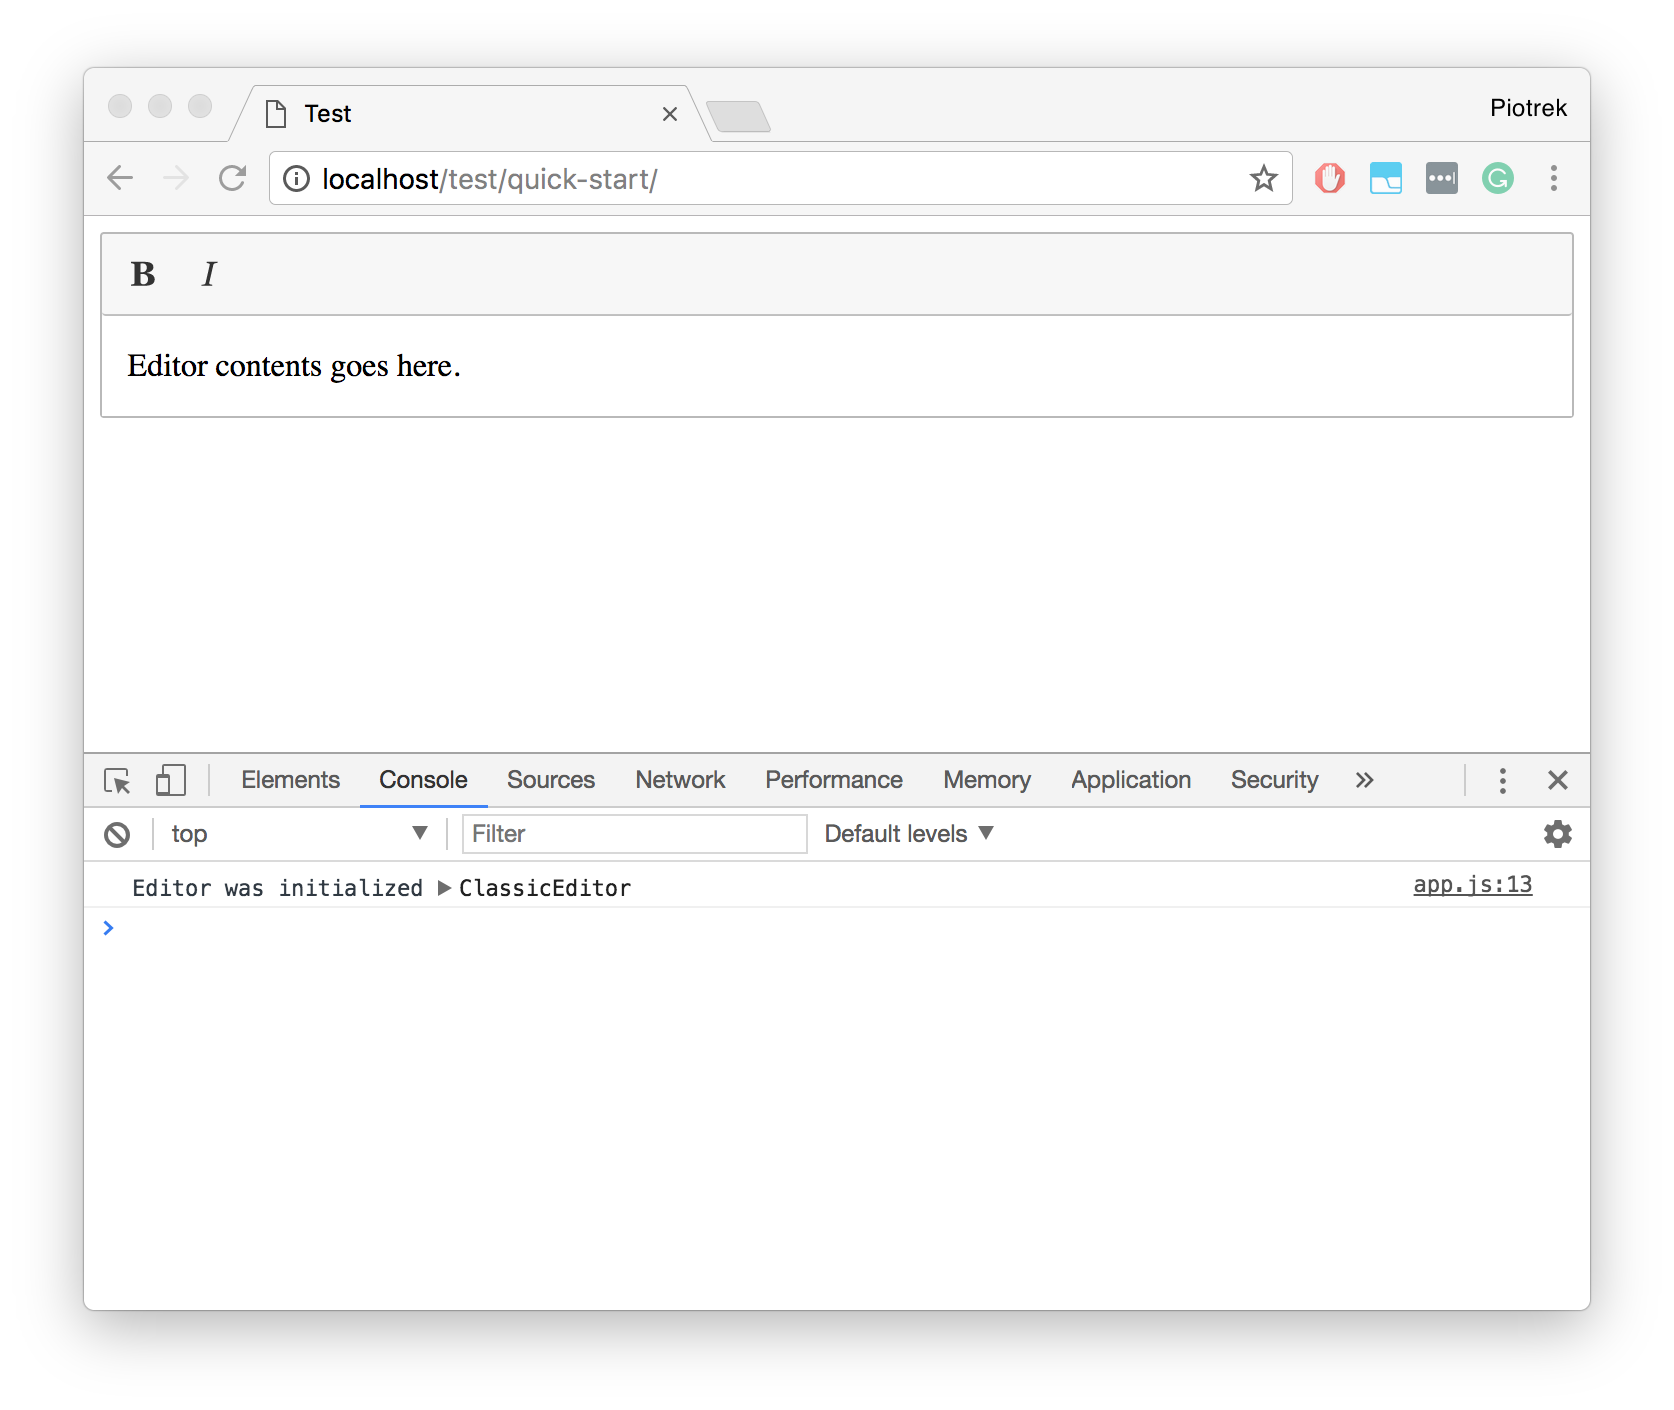 Test
Piotrek
localhost/test/quick-start/
B I
Editor contents goes here.
Elements Console Sources Network Performance Memory Application Security »
top Filter Default levels
Editor was initialized ▶ ClassicEditor app.js:13